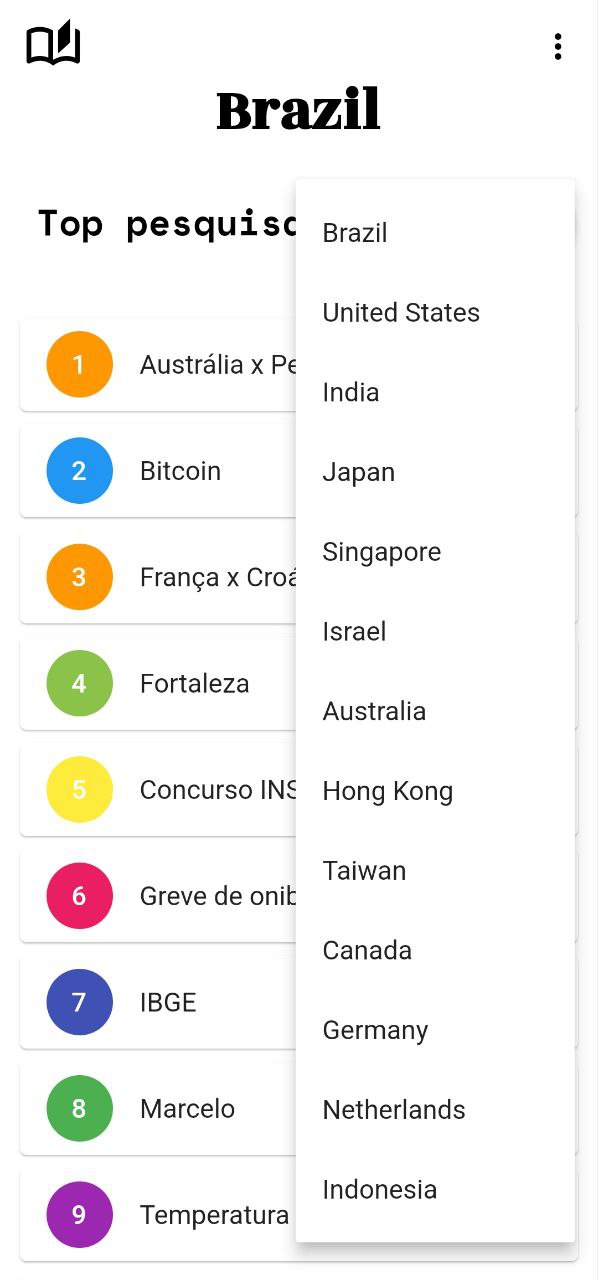 Brazil
Top pesquis
1
Austrália x Pe
2
Bitcoin
3
França x Cro
4
Fortaleza
5
Concurso INS
6
Greve de onib
7
IBGE
8
Marcelo
9
Temperatura
Brazil
United States
India
Japan
Singapore
Israel
Australia
Hong Kong
Taiwan
Canada
Germany
Netherlands
Indonesia